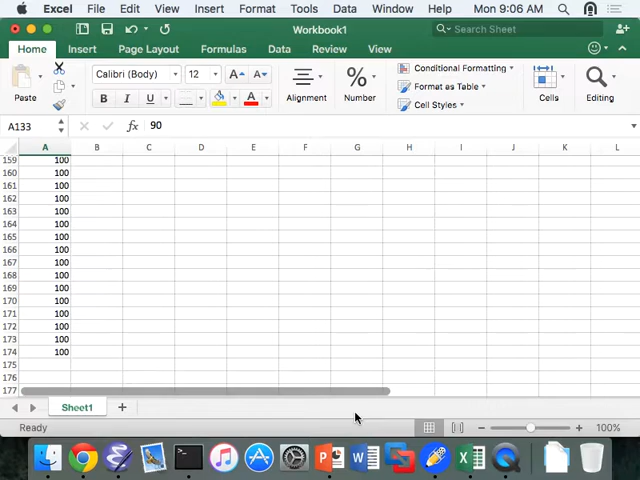 Excel File Edit View Insert Format Tools Data Window Help Mon 9:06 AM
Workbook1
Search Sheet
Home Insert Page Layout Formulas Data Review View
Paste
Calibri (Body) 12 A A
B I U A
Alignment
%
Number
Conditional Formatting
Format as Table
Cell Styles
Cells
Editing
A133 fx 90
A B C D E F G H I J K L
159 100
160 100
161 100
162 100
163 100
164 100
165 100
166 100
167 100
168 100
169 100
170 100
171 100
172 100
173 100
174 100
175
176
177
Sheet1
Ready 100%